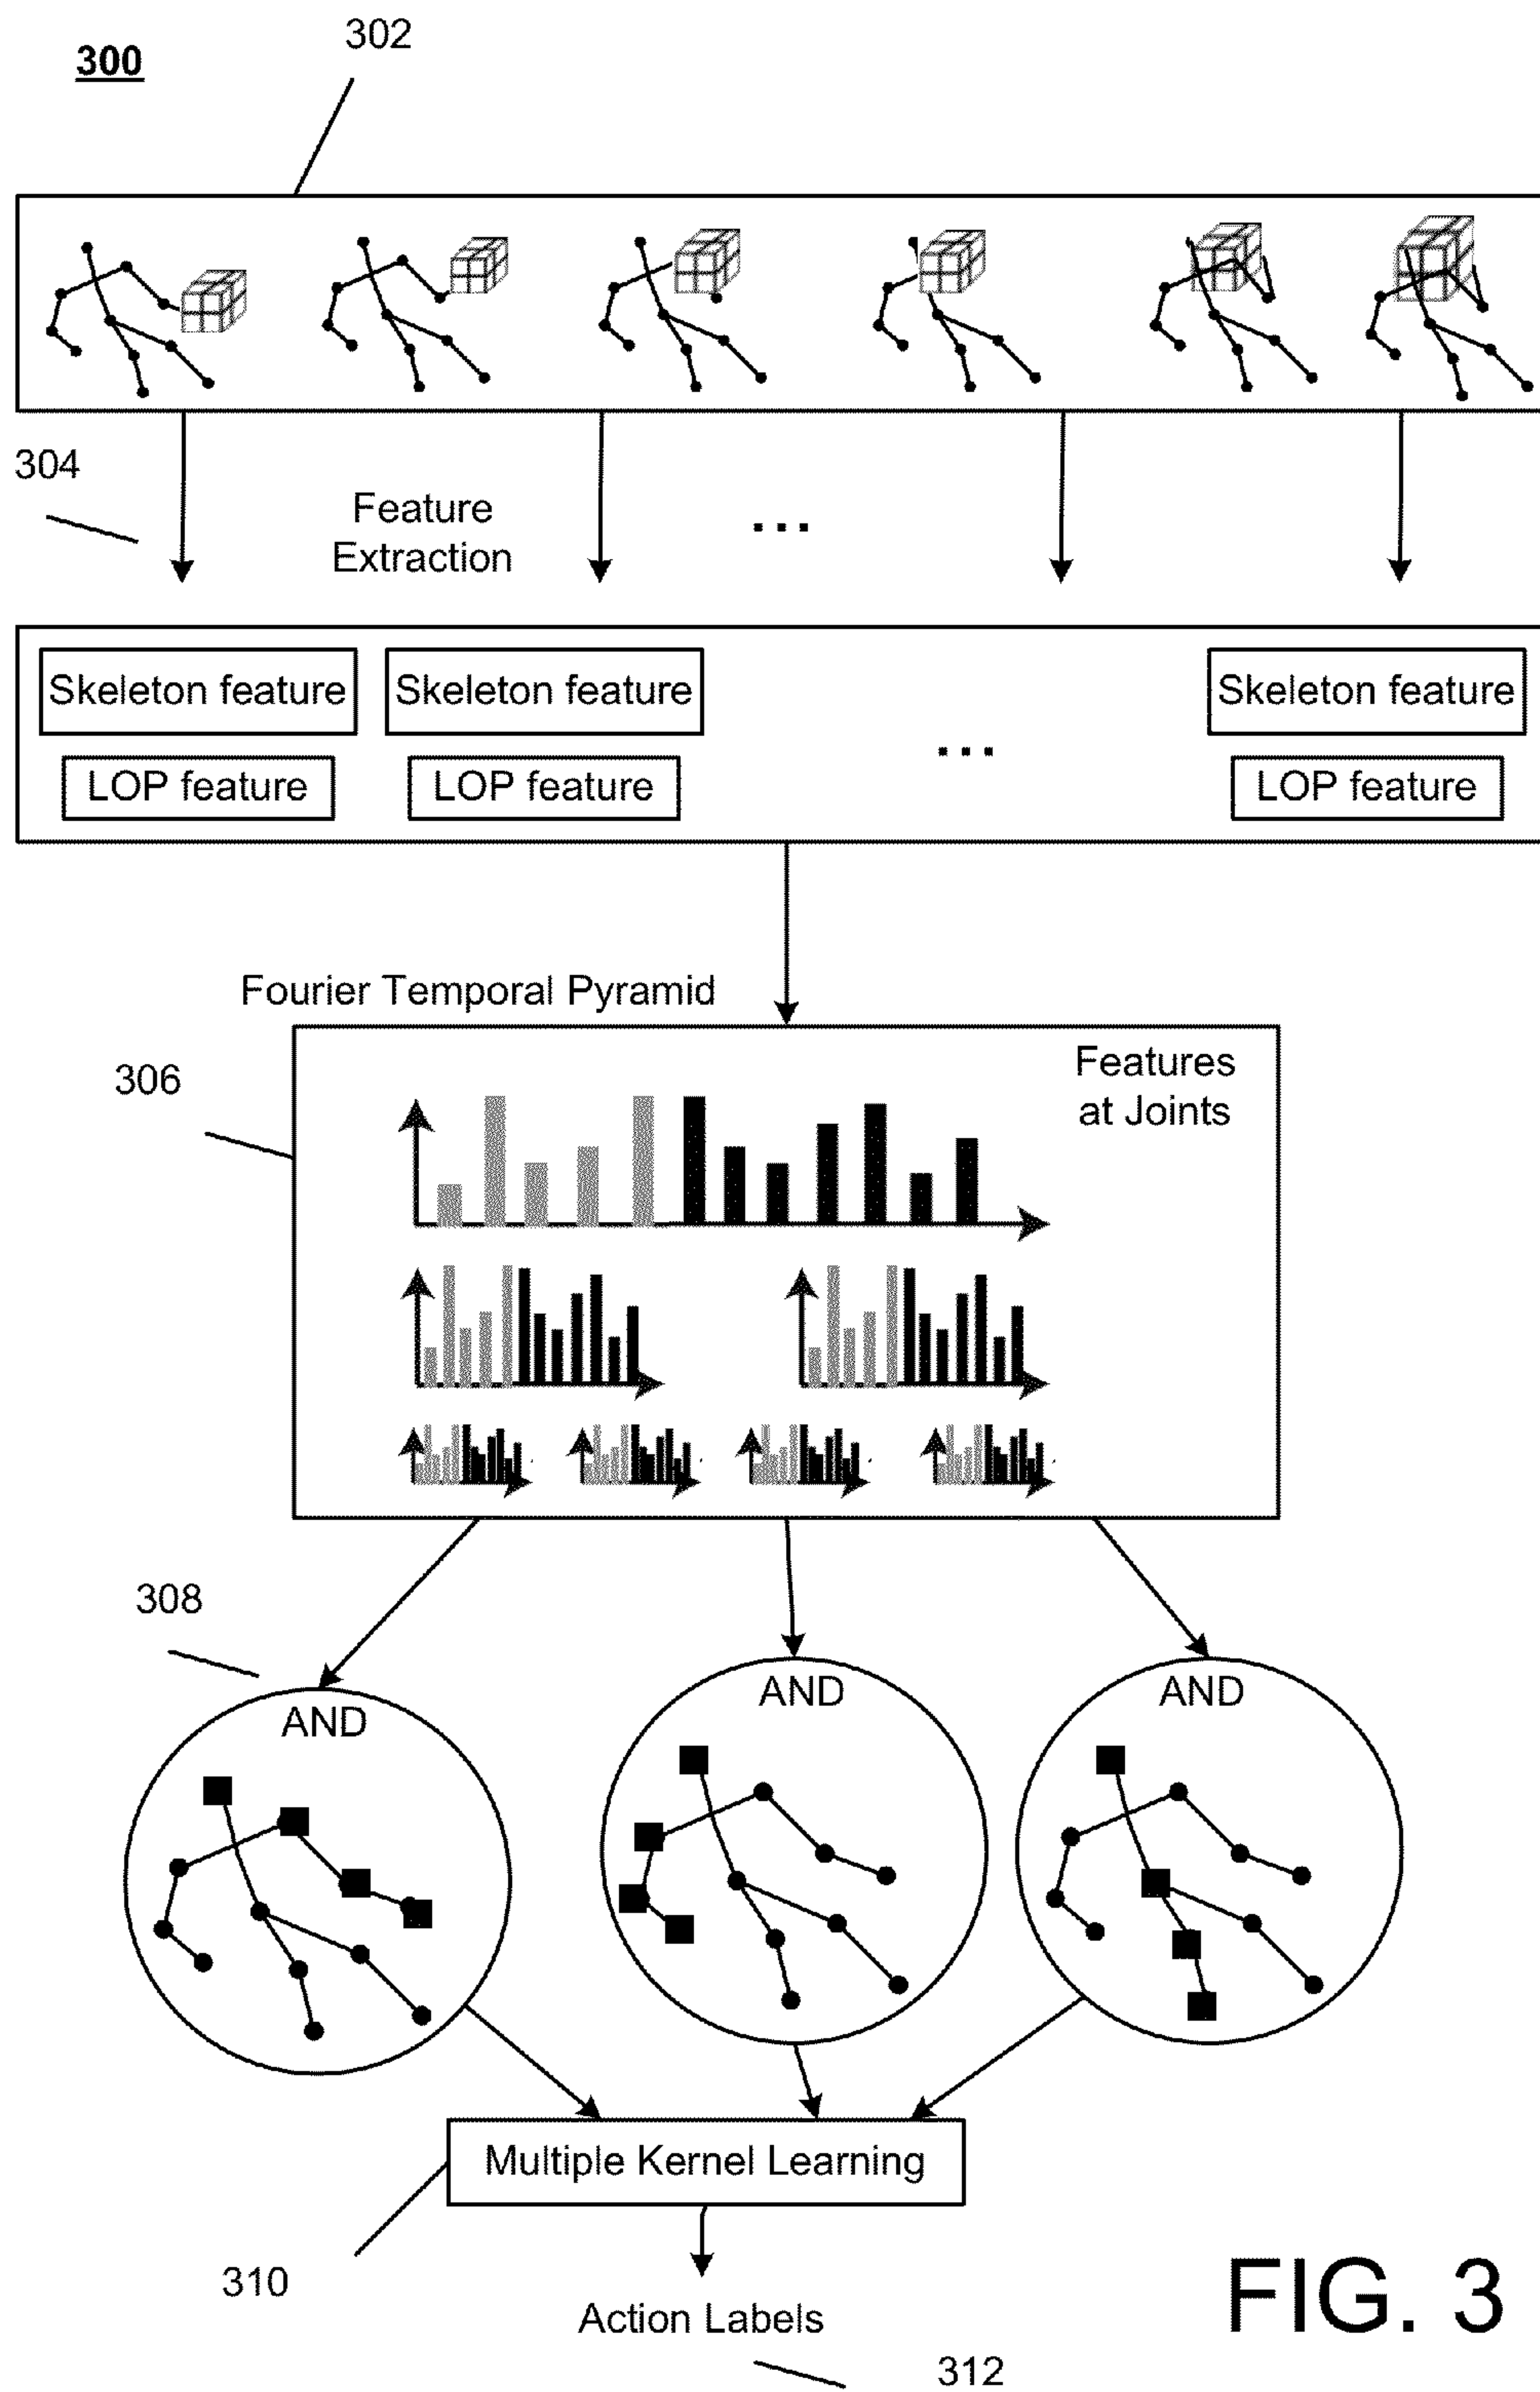 302
300
304
Feature
Extraction
...
Skeleton feature
Skeleton feature
Skeleton feature
...
LOP feature
LOP feature
LOP feature
Fourier Temporal Pyramid
306
Features
at Joints
308
AND
AND
AND
Multiple Kernel Learning
310
Action Labels
312
FIG. 3